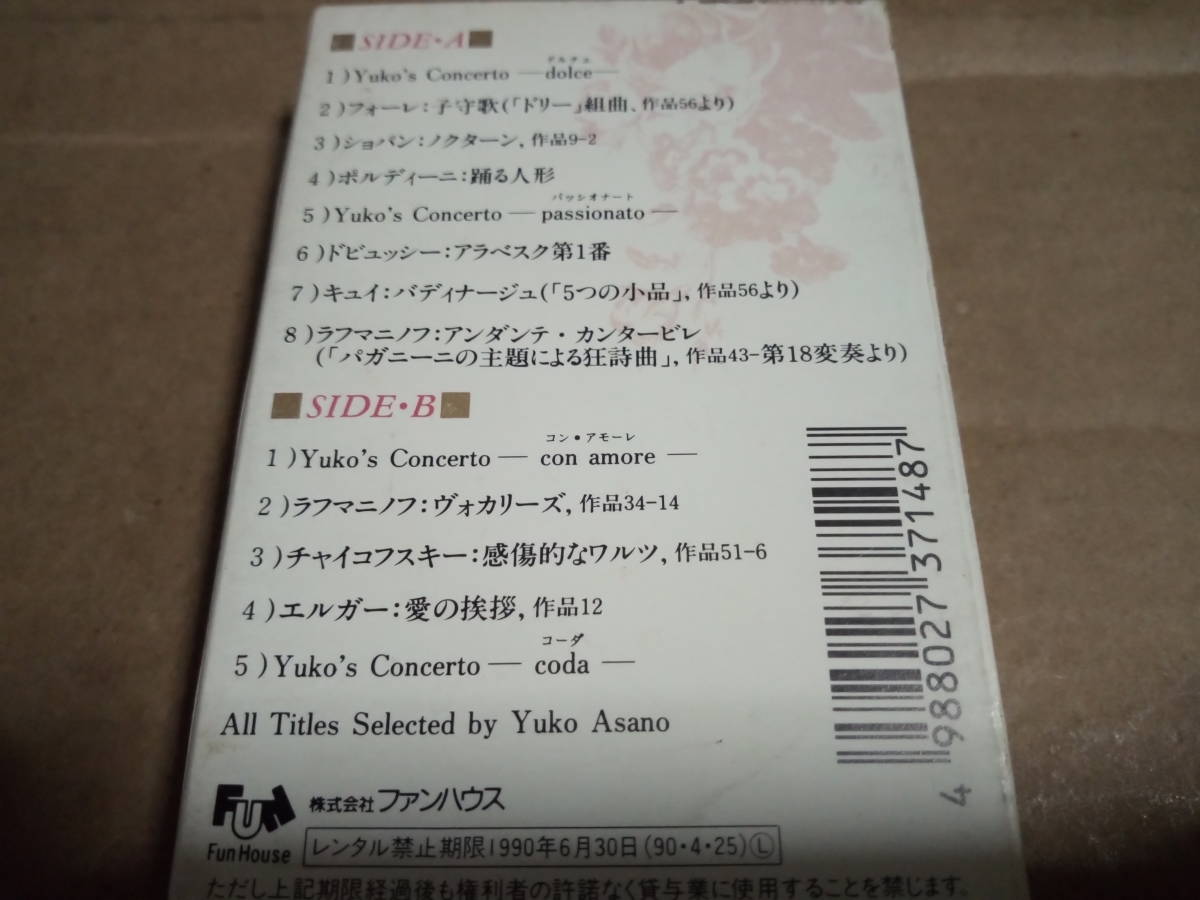 SIDE・A
ドルチェ
1)Yuko's Concerto —dolce—
2)フォーレ:子守歌(「ドリー」組曲、作品56より)
3)ショパン:ノクターン,作品9-2
4)ポルディーニ:踊る人形
パッシオナート
5)Yuko's Concerto — passionato —
6)ドビュッシー:アラベスク第1番
7)キュイ:バディナージュ(「5つの小品」,作品56より)
8)ラフマニノフ:アンダンテ・カンタービレ
(「パガニーニの主題による狂詩曲」,作品43-第18変奏より)
SIDE・B
コン・アモーレ
1)Yuko's Concerto — con amore —
2)ラフマニノフ:ヴォカリーズ,作品34-14
3)チャイコフスキー:感傷的なワルツ,作品51-6
4)エルガー:愛の挨拶,作品12
コーダ
5)Yuko's Concerto — coda —
All Titles Selected by Yuko Asano
4 988027 371487
FUN 株式会社ファンハウス
Fun House
レンタル禁止期限1990年6月30日(90・4・25)Ⓛ
ただし上記期限経過後も権利者の許諾なく貸与業に使用することを禁じます。